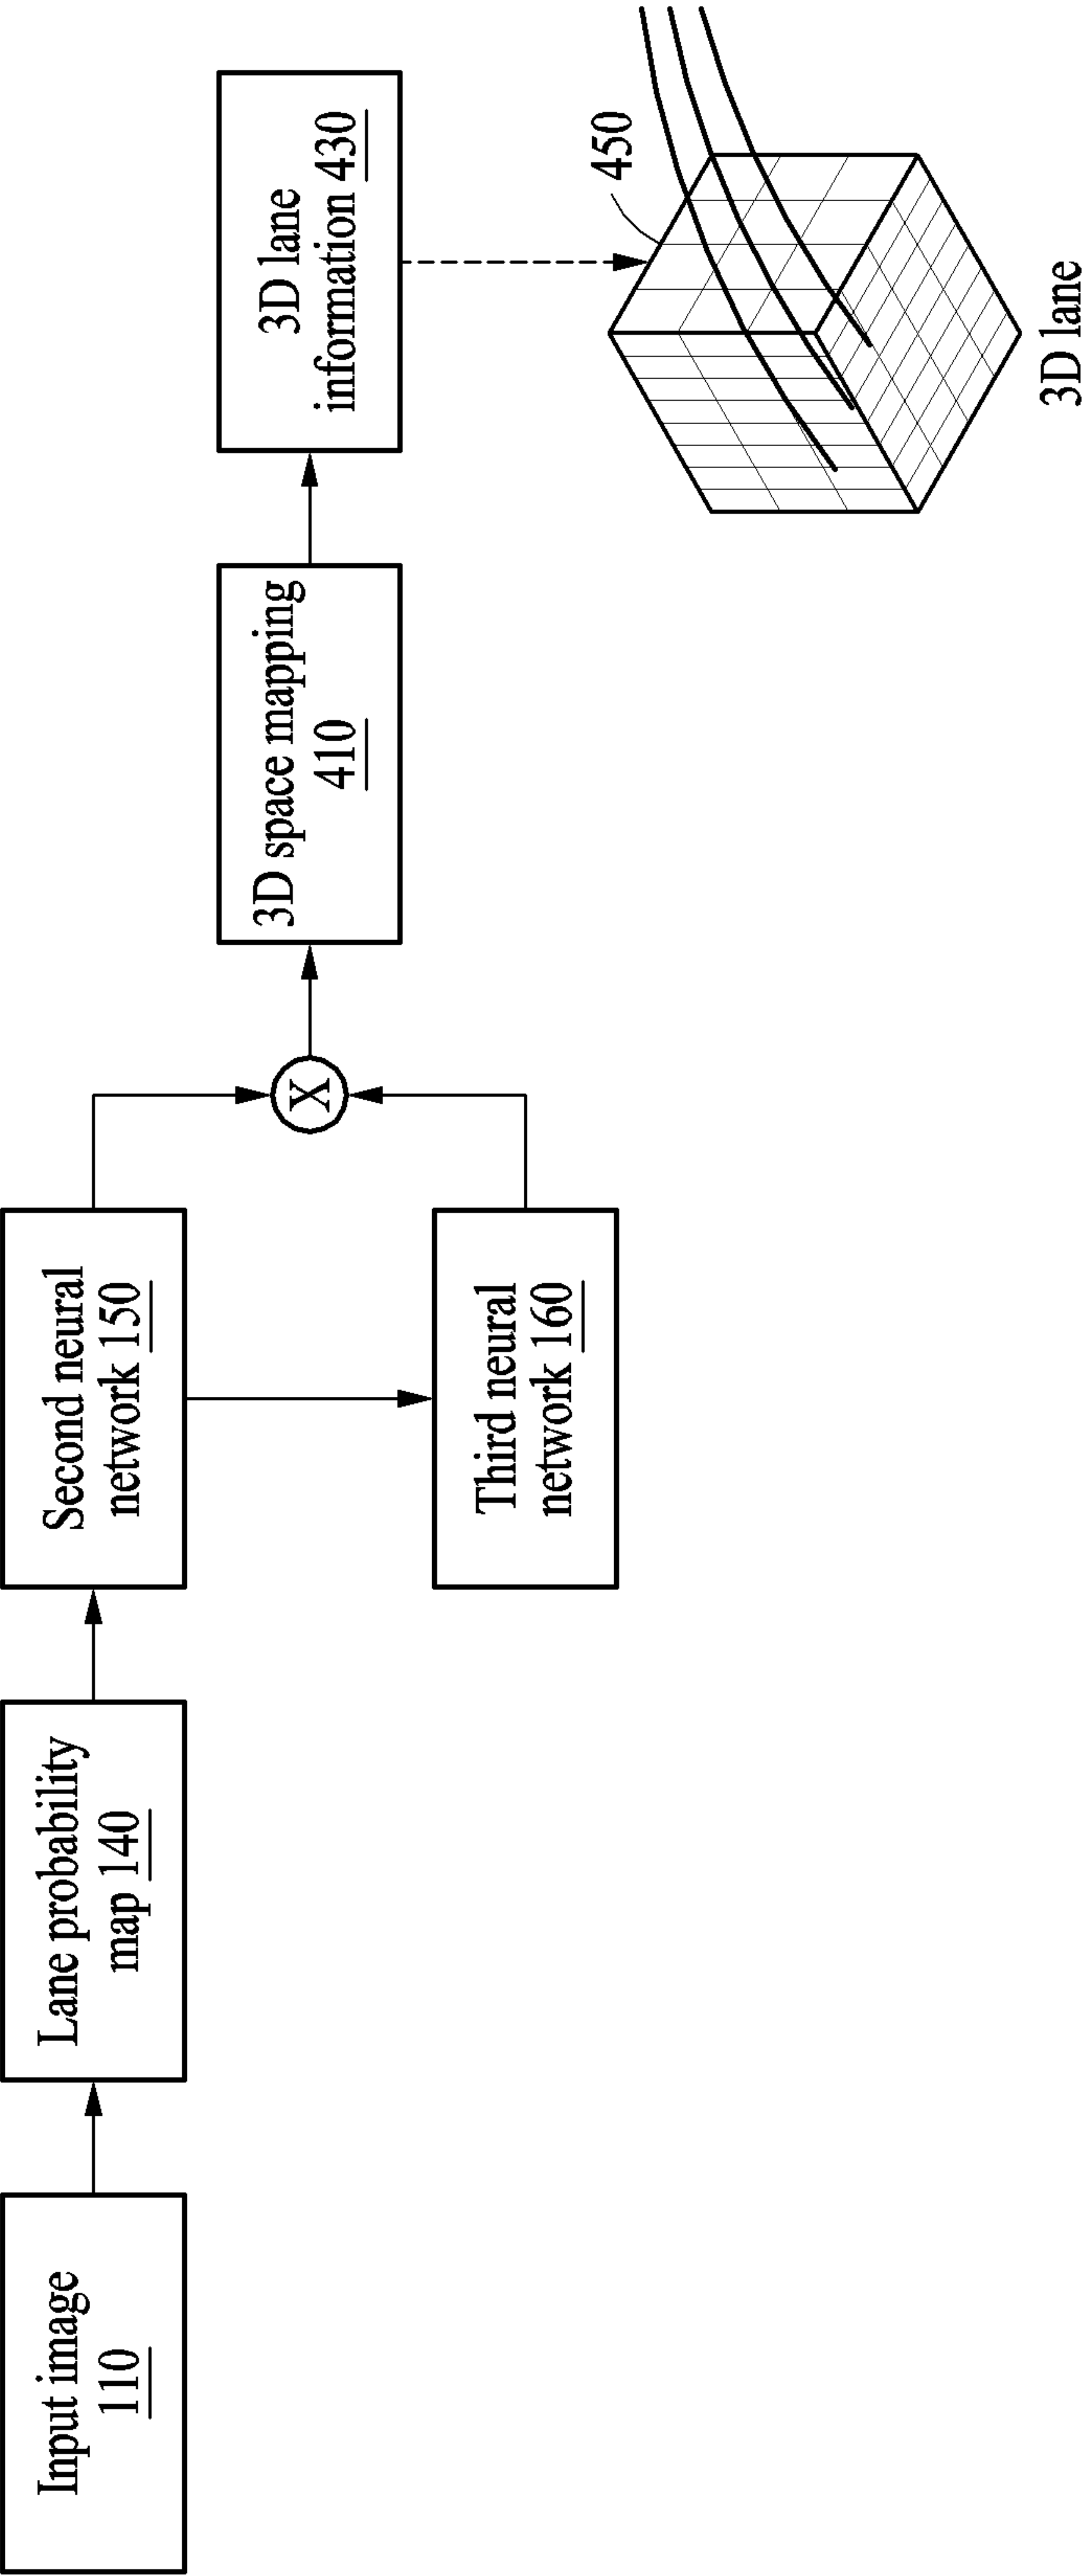 Input image
110
Lane probability
map 140
Second neural
network 150
Third neural
network 160
X
3D space mapping
410
3D lane
information 430
450
3D lane